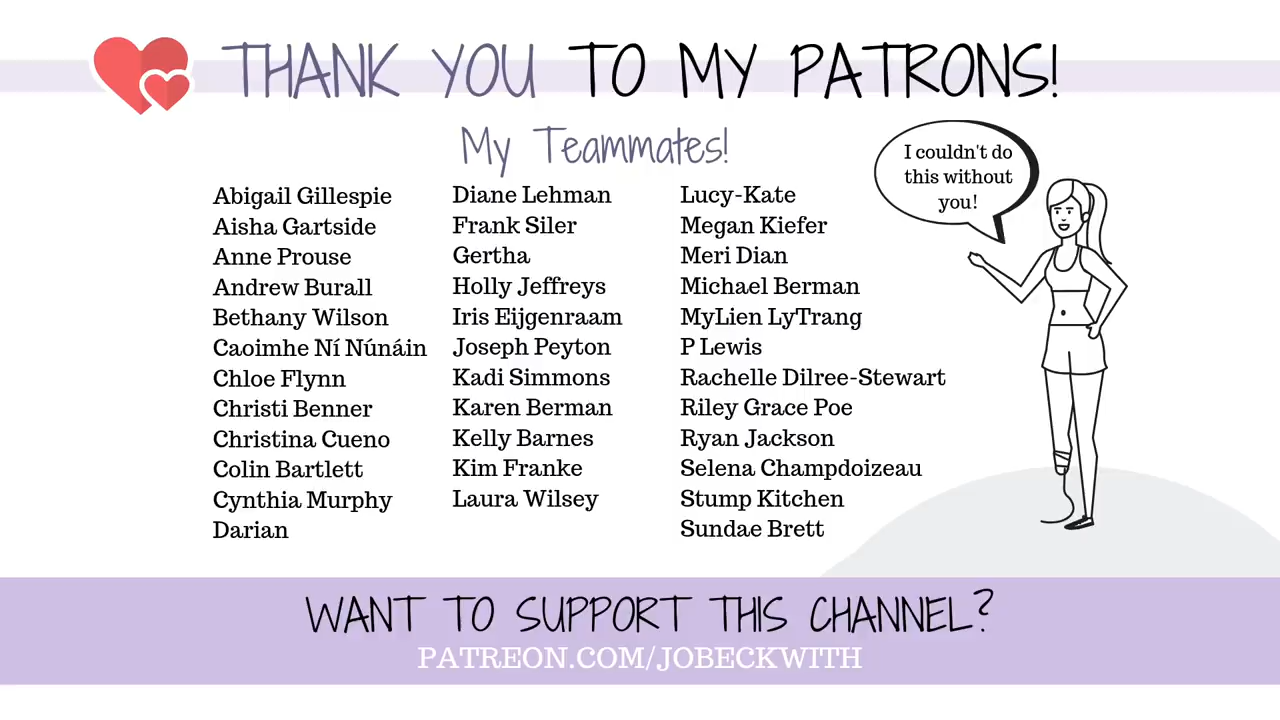 THANK YOU TO MY PATRONS!
My Teammates!
Abigail Gillespie
Aisha Gartside
Anne Prouse
Andrew Burall
Bethany Wilson
Caoimhe Ní Núnáin
Chloe Flynn
Christi Benner
Christina Cueno
Colin Bartlett
Cynthia Murphy
Darian
Diane Lehman
Frank Siler
Gertha
Holly Jeffreys
Iris Eijgenraam
Joseph Peyton
Kadi Simmons
Karen Berman
Kelly Barnes
Kim Franke
Laura Wilsey
Lucy-Kate
Megan Kiefer
Meri Dian
Michael Berman
MyLien LyTrang
P Lewis
Rachelle Dilree-Stewart
Riley Grace Poe
Ryan Jackson
Selena Champdoizeau
Stump Kitchen
Sundae Brett
I couldn't do
this without
you!
WANT TO SUPPORT THIS CHANNEL?
PATREON.COM/JOBECKWITH